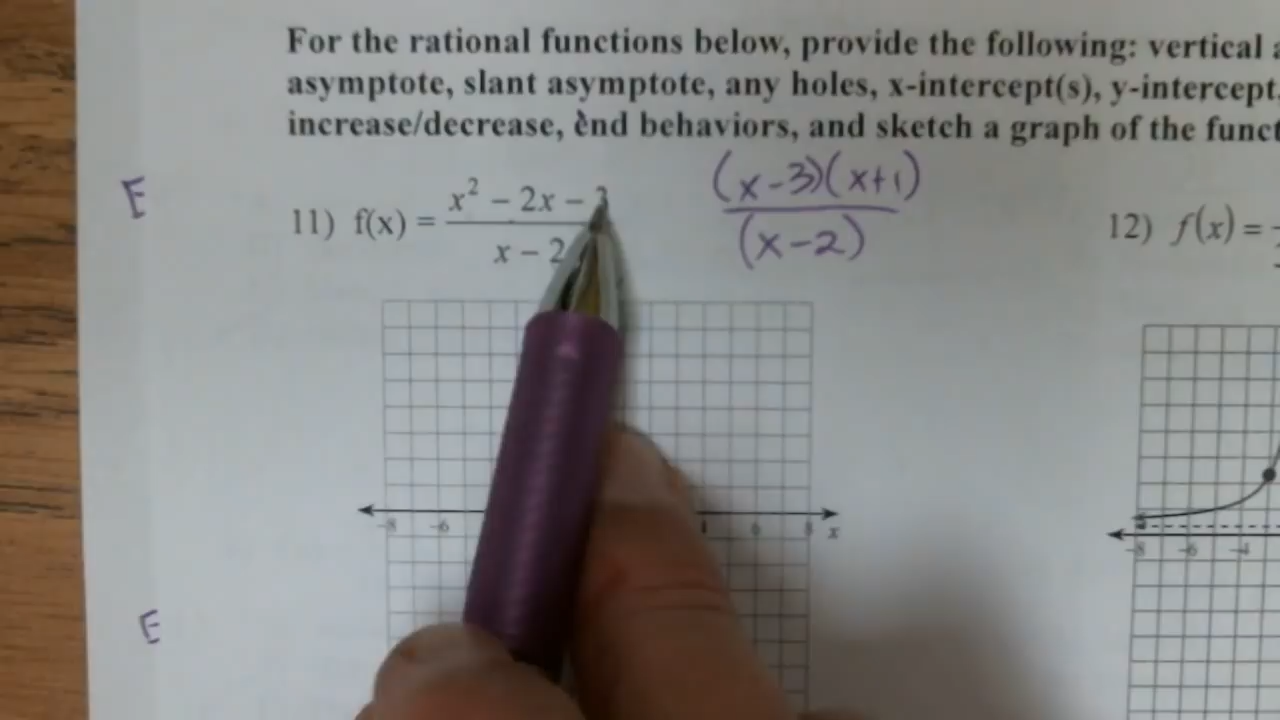 For the rational functions below, provide the following: vertical
asymptote, slant asymptote, any holes, x-intercept(s), y-intercept,
increase/decrease, end behaviors, and sketch a graph of the
E
11) f(x) = x² − 2x − 3
x − 2
(x-3)(x+1)
(x-2)
12) f(x) =
-8 -6 6 8 x
-8 -6 -4
E